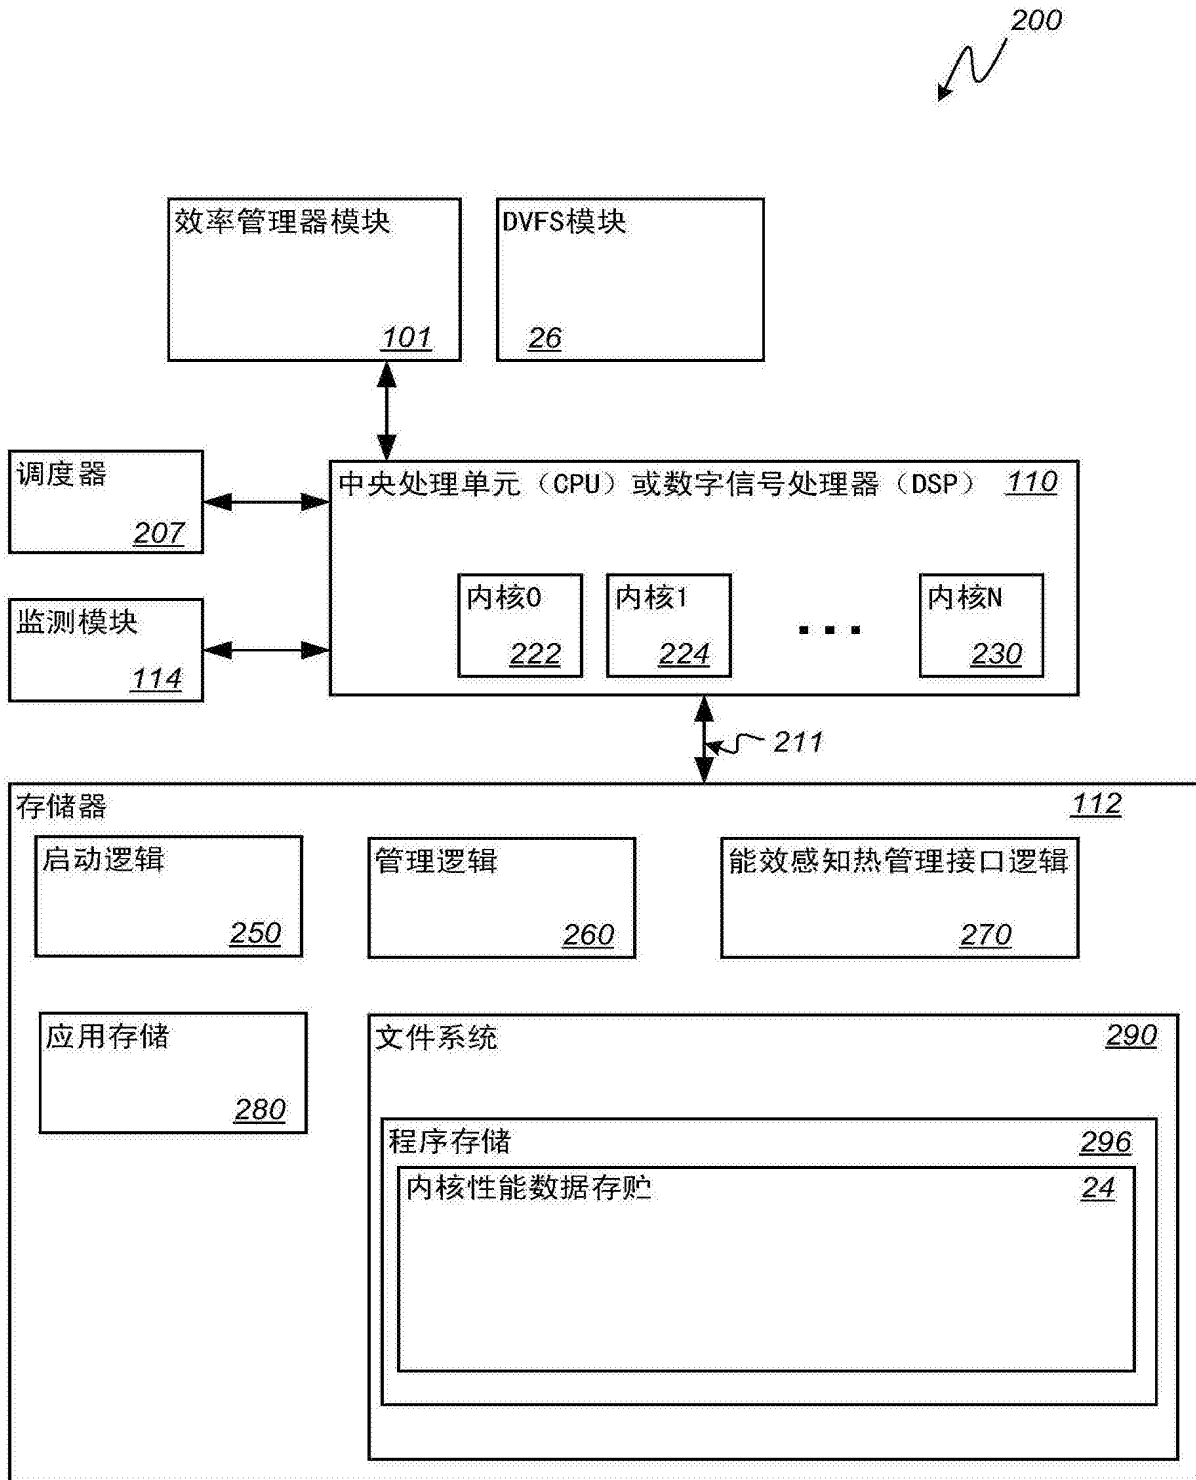 200
效率管理器模块
101
DVFS模块
26
调度器
207
中央处理单元（CPU）或数字信号处理器（DSP） 110
内核0
222
内核1
224
...
内核N
230
监测模块
114
211
存储器 112
启动逻辑
250
管理逻辑
260
能效感知热管理接口逻辑
270
应用存储
280
文件系统 290
程序存储 296
内核性能数据存贮 24